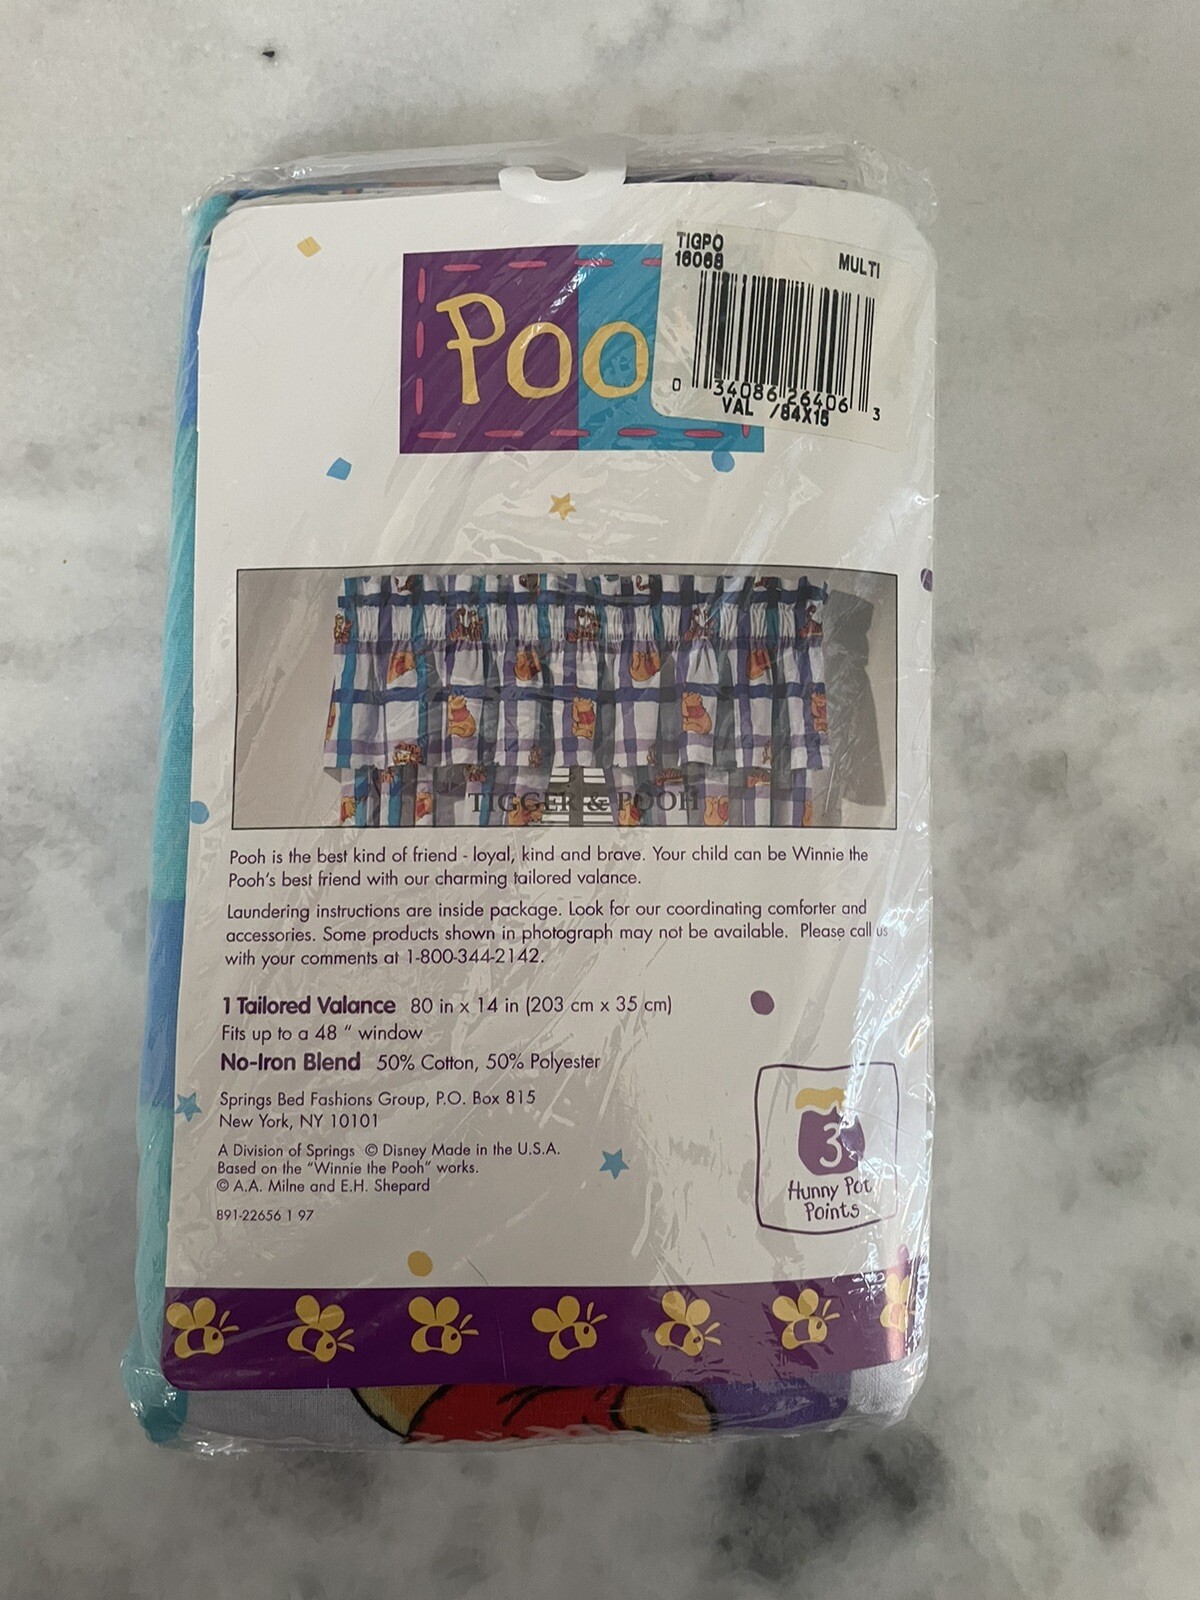 TIGPO
16068 MULTI
Poo
0 34086 26406 3
VAL /84X15
TIGGER & POOH
Pooh is the best kind of friend - loyal, kind and brave. Your child can be Winnie the
Pooh's best friend with our charming tailored valance.
Laundering instructions are inside package. Look for our coordinating comforter and
accessories. Some products shown in photograph may not be available. Please call us
with your comments at 1-800-344-2142.
1 Tailored Valance 80 in x 14 in (203 cm x 35 cm)
Fits up to a 48 " window
No-Iron Blend 50% Cotton, 50% Polyester
Springs Bed Fashions Group, P.O. Box 815
New York, NY 10101
A Division of Springs © Disney Made in the U.S.A.
Based on the "Winnie the Pooh" works.
© A.A. Milne and E.H. Shepard
891-22656 1 97
3
Hunny Pot
Points